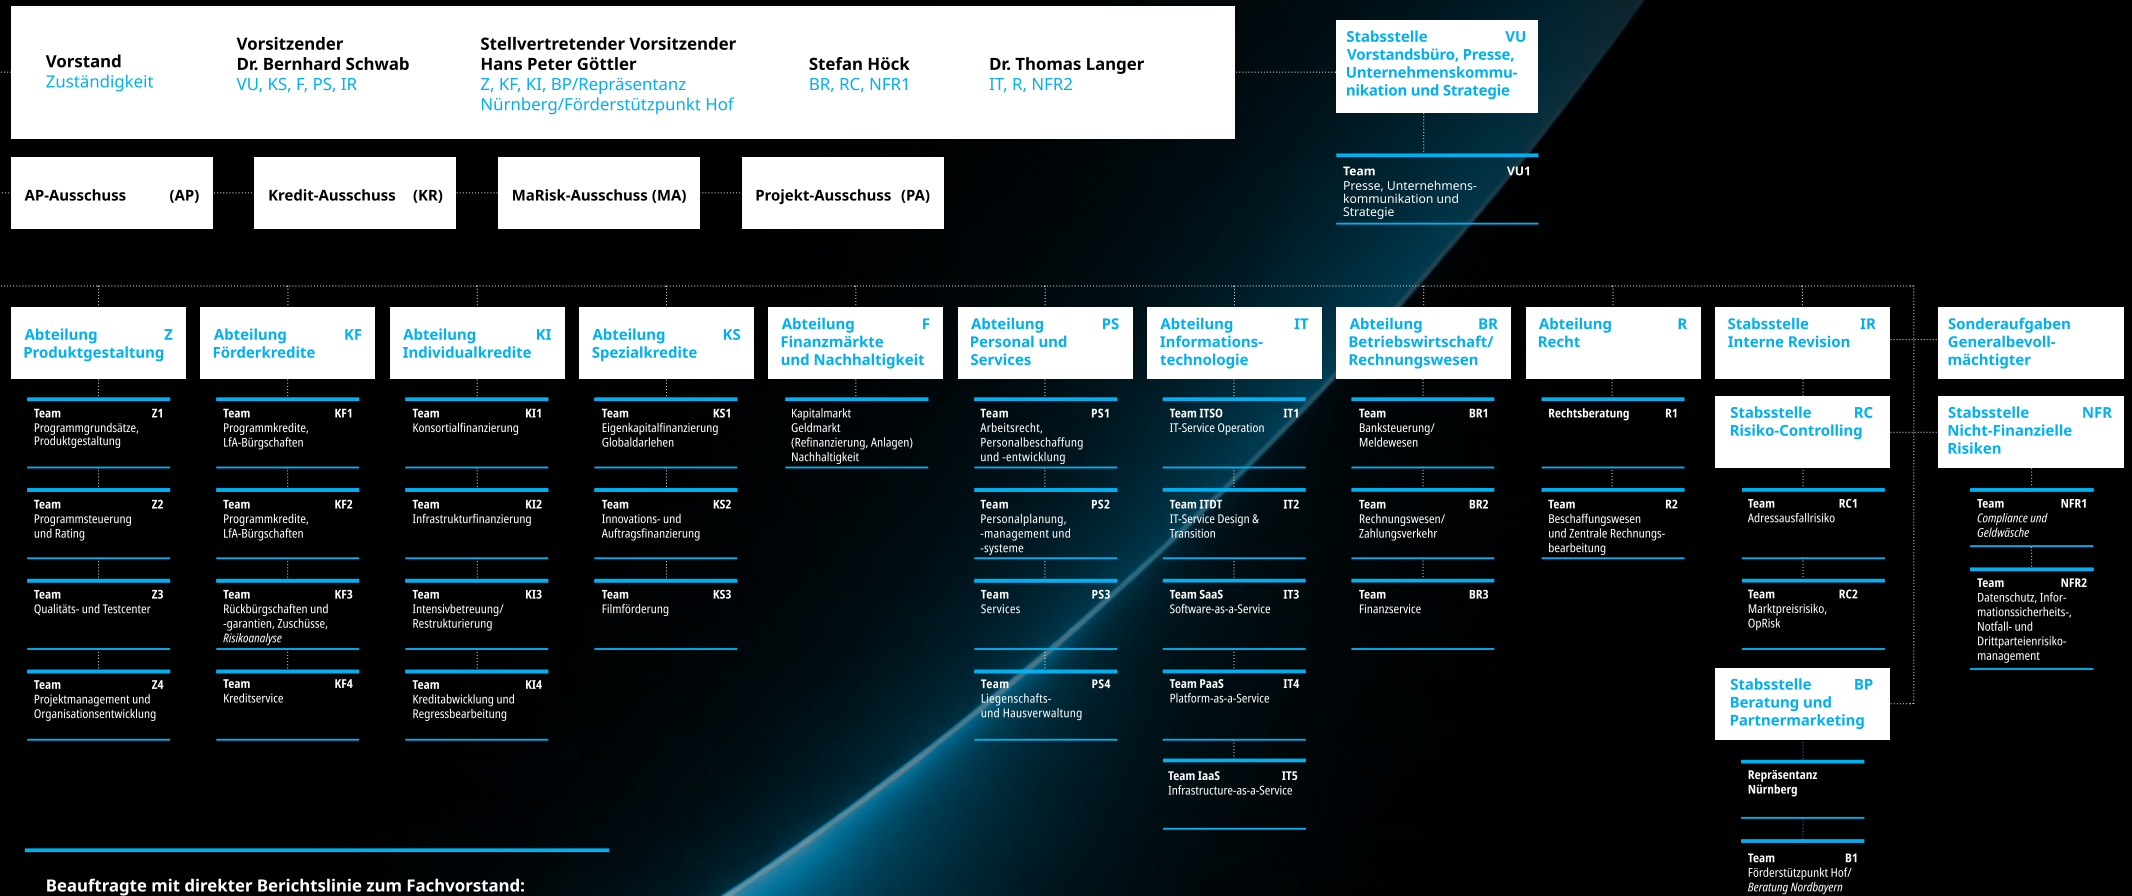 Vorstand
Zuständigkeit
Vorsitzender
Dr. Bernhard Schwab
VU, KS, F, PS, IR
Stellvertretender Vorsitzender
Hans Peter Göttler
Z, KF, KI, BP/Repräsentanz
Nürnberg/Förderstützpunkt Hof
Stefan Höck
BR, RC, NFR1
Dr. Thomas Langer
IT, R, NFR2
Stabsstelle VU
Vorstandsbüro, Presse,
Unternehmenskommu-
nikation und Strategie
Team VU1
Presse, Unternehmens-
kommunikation und
Strategie
AP-Ausschuss (AP)
Kredit-Ausschuss (KR)
MaRisk-Ausschuss (MA)
Projekt-Ausschuss (PA)
Abteilung Z
Produktgestaltung
Team Z1
Programmgrundsätze,
Produktgestaltung
Team Z2
Programmsteuerung
und Rating
Team Z3
Qualitäts- und Testcenter
Team Z4
Projektmanagement und
Organisationsentwicklung
Abteilung KF
Förderkredite
Team KF1
Programmkredite,
LfA-Bürgschaften
Team KF2
Programmkredite,
LfA-Bürgschaften
Team KF3
Rückbürgschaften und
-garantien, Zuschüsse,
Risikoanalyse
Team KF4
Kreditservice
Abteilung KI
Individualkredite
Team KI1
Konsortialfinanzierung
Team KI2
Infrastrukturfinanzierung
Team KI3
Intensivbetreuung/
Restrukturierung
Team KI4
Kreditabwicklung und
Regressbearbeitung
Abteilung KS
Spezialkredite
Team KS1
Eigenkapitalfinanzierung
Globaldarlehen
Team KS2
Innovations- und
Auftragsfinanzierung
Team KS3
Filmförderung
Abteilung F
Finanzmärkte
und Nachhaltigkeit
Kapitalmarkt
Geldmarkt
(Refinanzierung, Anlagen)
Nachhaltigkeit
Abteilung PS
Personal und
Services
Team PS1
Arbeitsrecht,
Personalbeschaffung
und -entwicklung
Team PS2
Personalplanung,
-management und
-systeme
Team PS3
Services
Team PS4
Liegenschafts-
und Hausverwaltung
Abteilung IT
Informations-
technologie
Team ITSO IT1
IT-Service Operation
Team ITDT IT2
IT-Service Design &
Transition
Team SaaS IT3
Software-as-a-Service
Team PaaS IT4
Platform-as-a-Service
Team IaaS IT5
Infrastructure-as-a-Service
Abteilung BR
Betriebswirtschaft/
Rechnungswesen
Team BR1
Banksteuerung/
Meldewesen
Team BR2
Rechnungswesen/
Zahlungsverkehr
Team BR3
Finanzservice
Abteilung R
Recht
Rechtsberatung R1
Team R2
Beschaffungswesen
und Zentrale Rechnungs-
bearbeitung
Stabsstelle IR
Interne Revision
Stabsstelle RC
Risiko-Controlling
Team RC1
Adressausfallrisiko
Team RC2
Marktpreisrisiko,
OpRisk
Stabsstelle BP
Beratung und
Partnermarketing
Repräsentanz
Nürnberg
Team B1
Förderstützpunkt Hof/
Beratung Nordbayern
Sonderaufgaben
Generalbevoll-
mächtigter
Stabsstelle NFR
Nicht-Finanzielle
Risiken
Team NFR1
Compliance und
Geldwäsche
Team NFR2
Datenschutz, Infor-
mationssicherheits-,
Notfall- und
Drittparteienrisiko-
management
Beauftragte mit direkter Berichtslinie zum Fachvorstand: